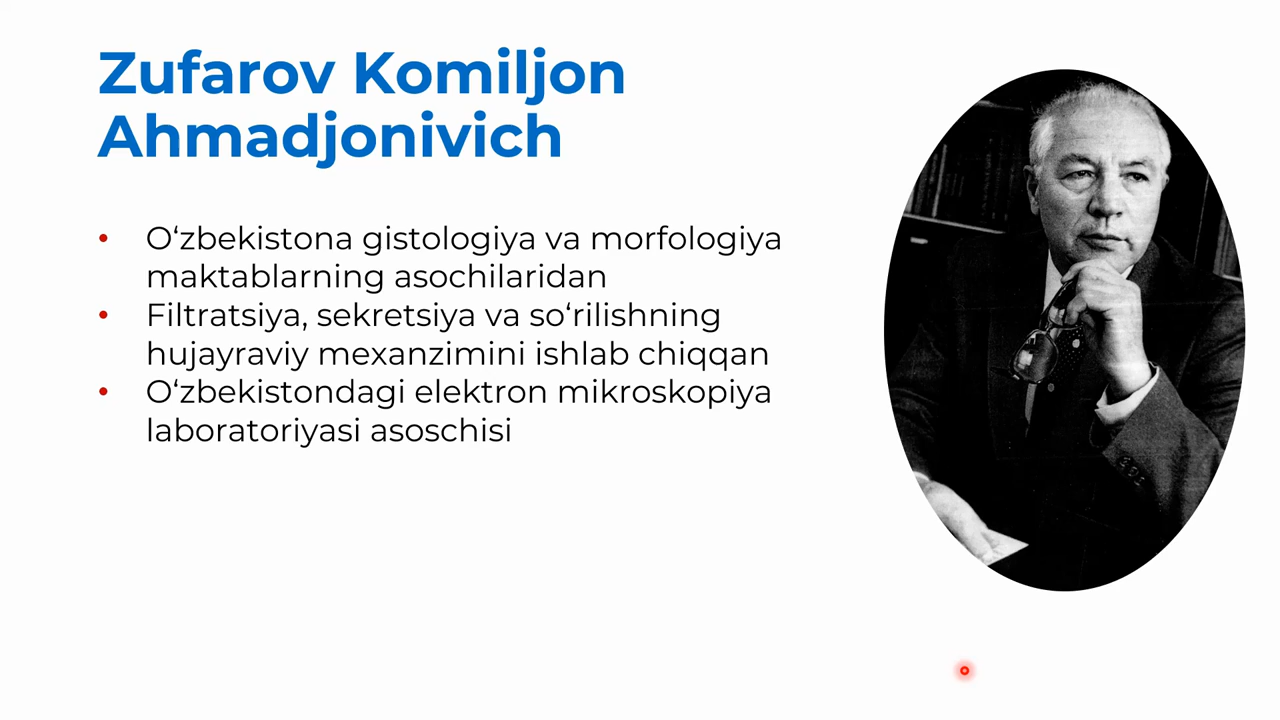 Zufarov Komiljon
Ahmadjonivich
• O‘zbekistona gistologiya va morfologiya
maktablarning asochilaridan
• Filtratsiya, sekretsiya va so‘rilishning
hujayraviy mexanzimini ishlab chiqqan
• O‘zbekistondagi elektron mikroskopiya
laboratoriyasi asoschisi